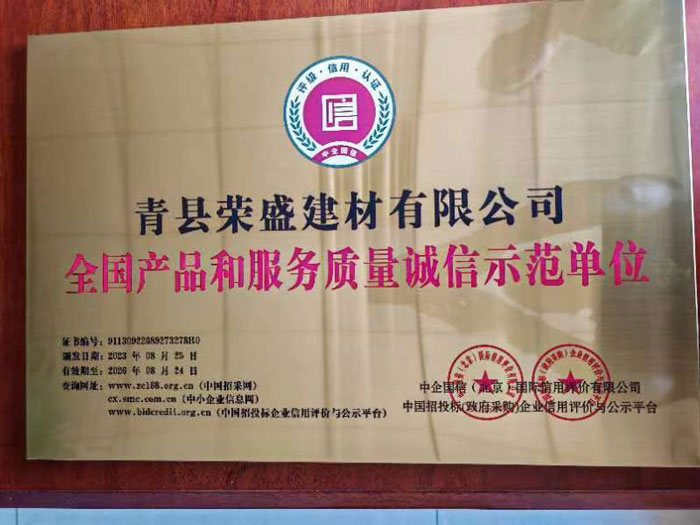 评级·信用·认证
信
中企国信
青县荣盛建材有限公司
全国产品和服务质量诚信示范单位
证书编号：91130922689273278H0
颁发日期：2023 年 08 月 25 日
有效期至：2026 年 08 月 24 日
查询网址：www.zc168.org.cn (中国招采网)
cx.smc.com.cn (中小企业信息网)
www.bidcredit.org.cn (中国招投标企业信用评价与公示平台)
中企国信（北京）国际信用评价有限公司
中国招投标(政府采购)企业信用评价与公示平台